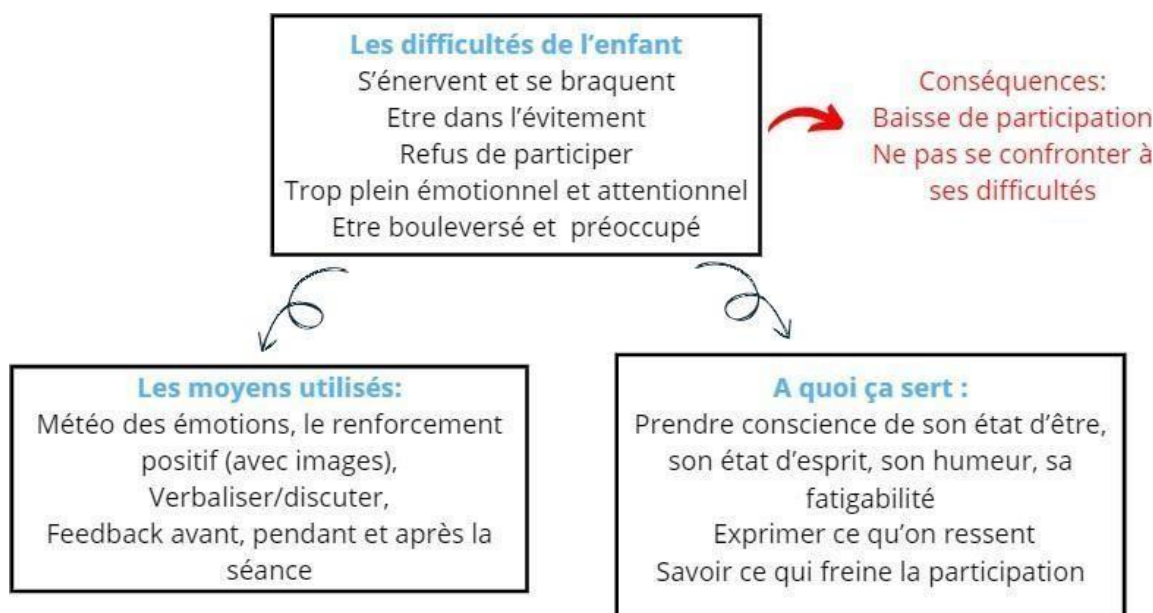 Les difficultés de l'enfant
S'énervent et se braquent
Etre dans l'évitement
Refus de participer
Trop plein émotionnel et attentionnel
Etre bouleversé et préoccupé
Conséquences:
Baisse de participation
Ne pas se confronter à
ses difficultés
Les moyens utilisés:
Météo des émotions, le renforcement
positif (avec images),
Verbaliser/discuter,
Feedback avant, pendant et après la
séance
A quoi ça sert :
Prendre conscience de son état d'être,
son état d'esprit, son humeur, sa
fatigabilité
Exprimer ce qu'on ressent
Savoir ce qui freine la participation